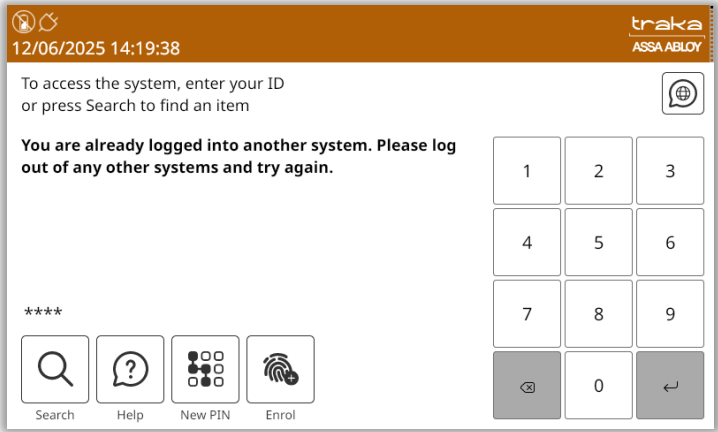 12/06/2025 14:19:38
traka
ASSA ABLOY
To access the system, enter your ID
or press Search to find an item
You are already logged into another system. Please log
out of any other systems and try again.
1 2 3
4 5 6
7 8 9
0
****
?
Search Help New PIN Enrol